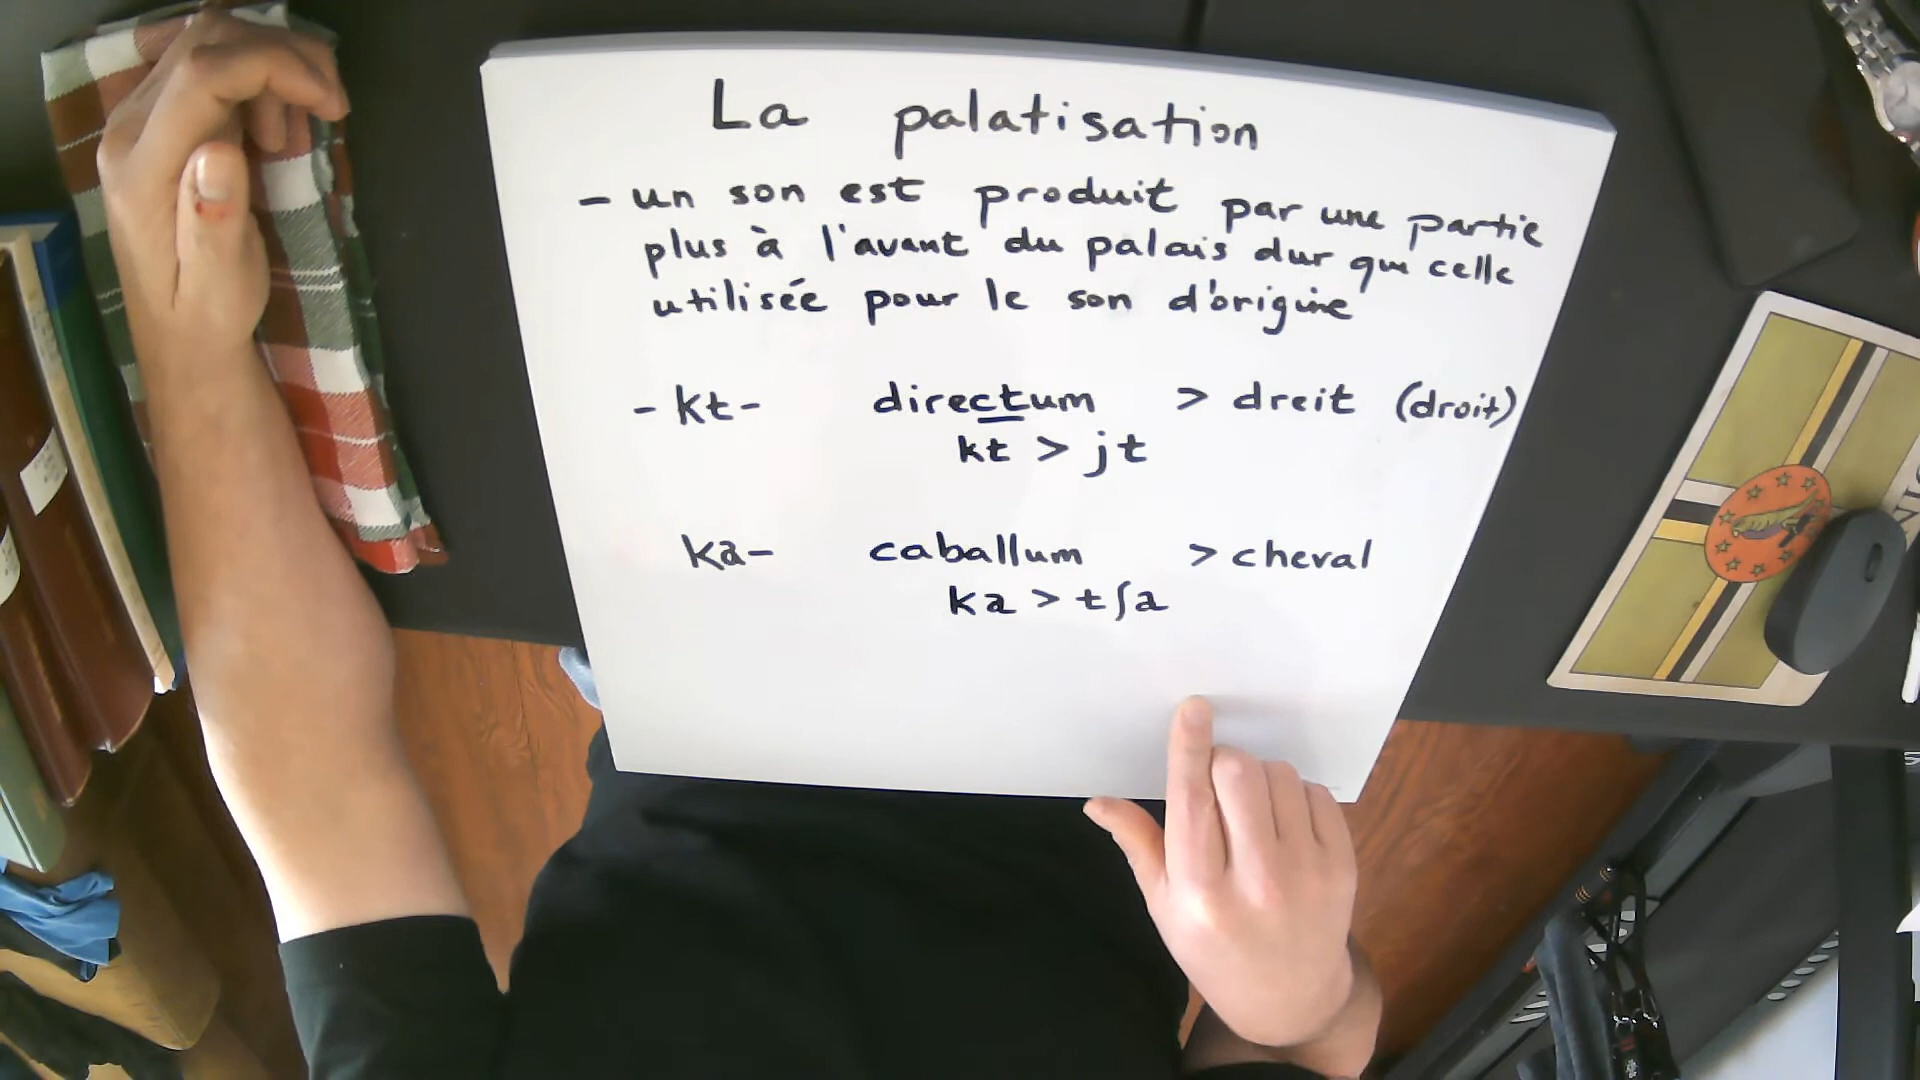 La palatisation
- un son est produit par une partie
plus à l'avant du palais dur que celle
utilisée pour le son d'origine
- kt- directum > dreit (droit)
kt > jt
ka- caballum > cheval
ka > tʃa